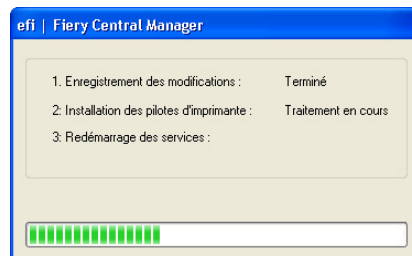 efi | Fiery Central Manager
1. Enregistrement des modifications : Terminé
2: Installation des pilotes d'imprimante : Traitement en cours
3: Redémarrage des services :